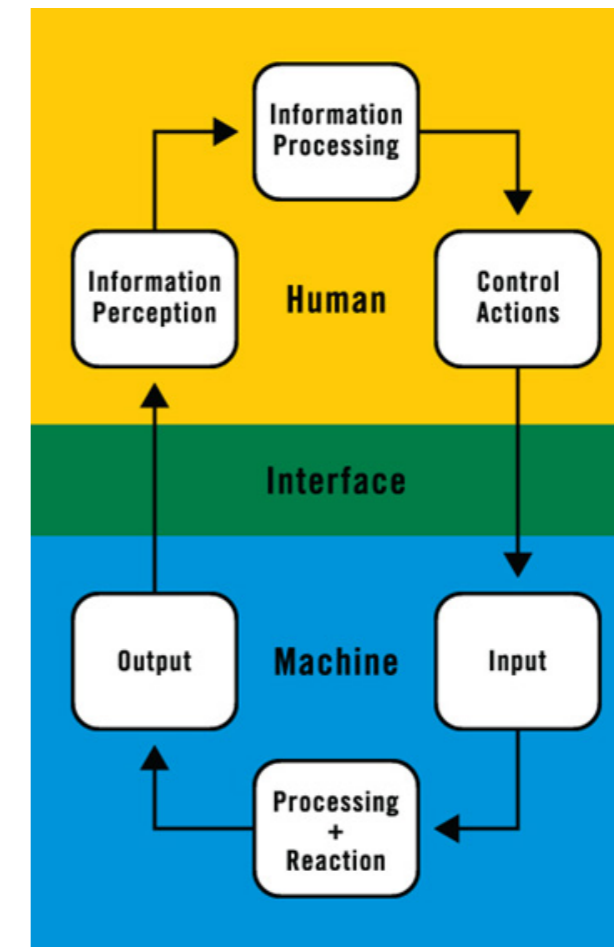 Information
Processing
Information
Perception
Human
Control
Actions
Interface
Output
Machine
Input
Processing
+
Reaction